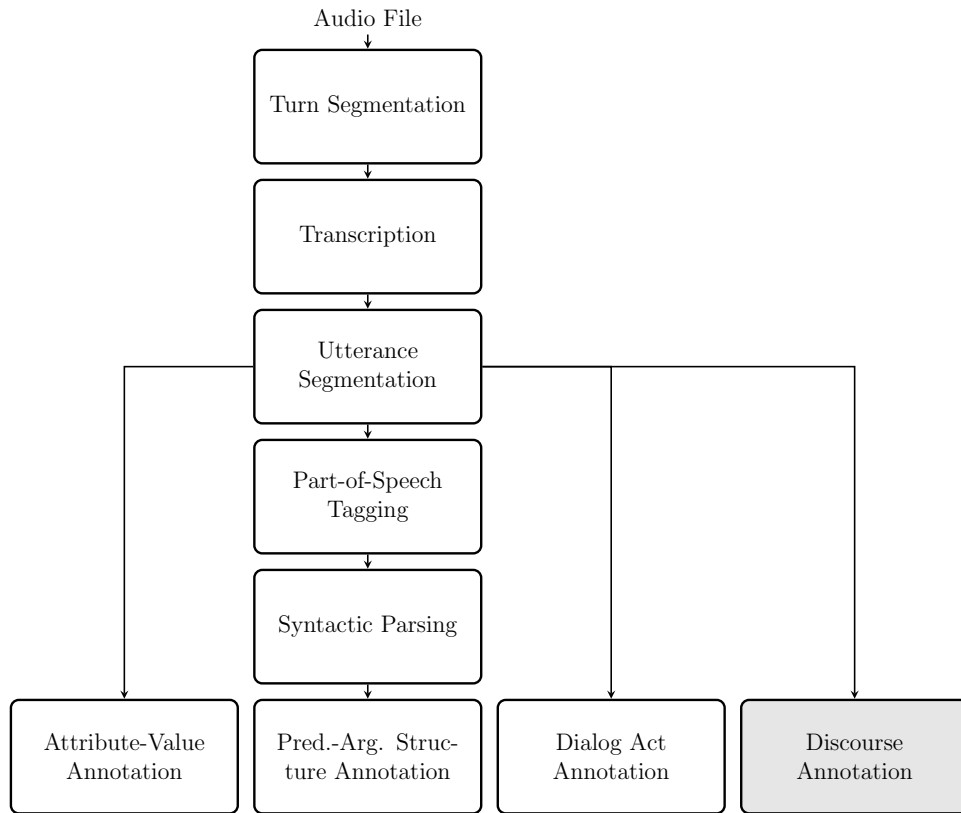 Audio File
Turn Segmentation
Transcription
Utterance
Segmentation
Part-of-Speech
Tagging
Syntactic Parsing
Attribute-Value
Annotation
Pred.-Arg. Struc-
ture Annotation
Dialog Act
Annotation
Discourse
Annotation